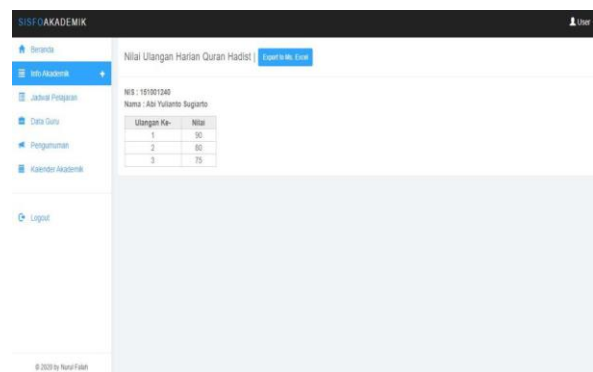 SISFOAKADEMIK
User
Beranda
Info Akademik +
Jadwal Pelajaran
Data Guru
Pengumuman
Kalender Akademik
Logout
© 2020 by Nurul Falah
Nilai Ulangan Harian Quran Hadist | Export to Ms. Excel
NIS : 151001240
Nama : Abi Yulianto Sugiarto
Ulangan Ke- Nilai
1 90
2 80
3 75